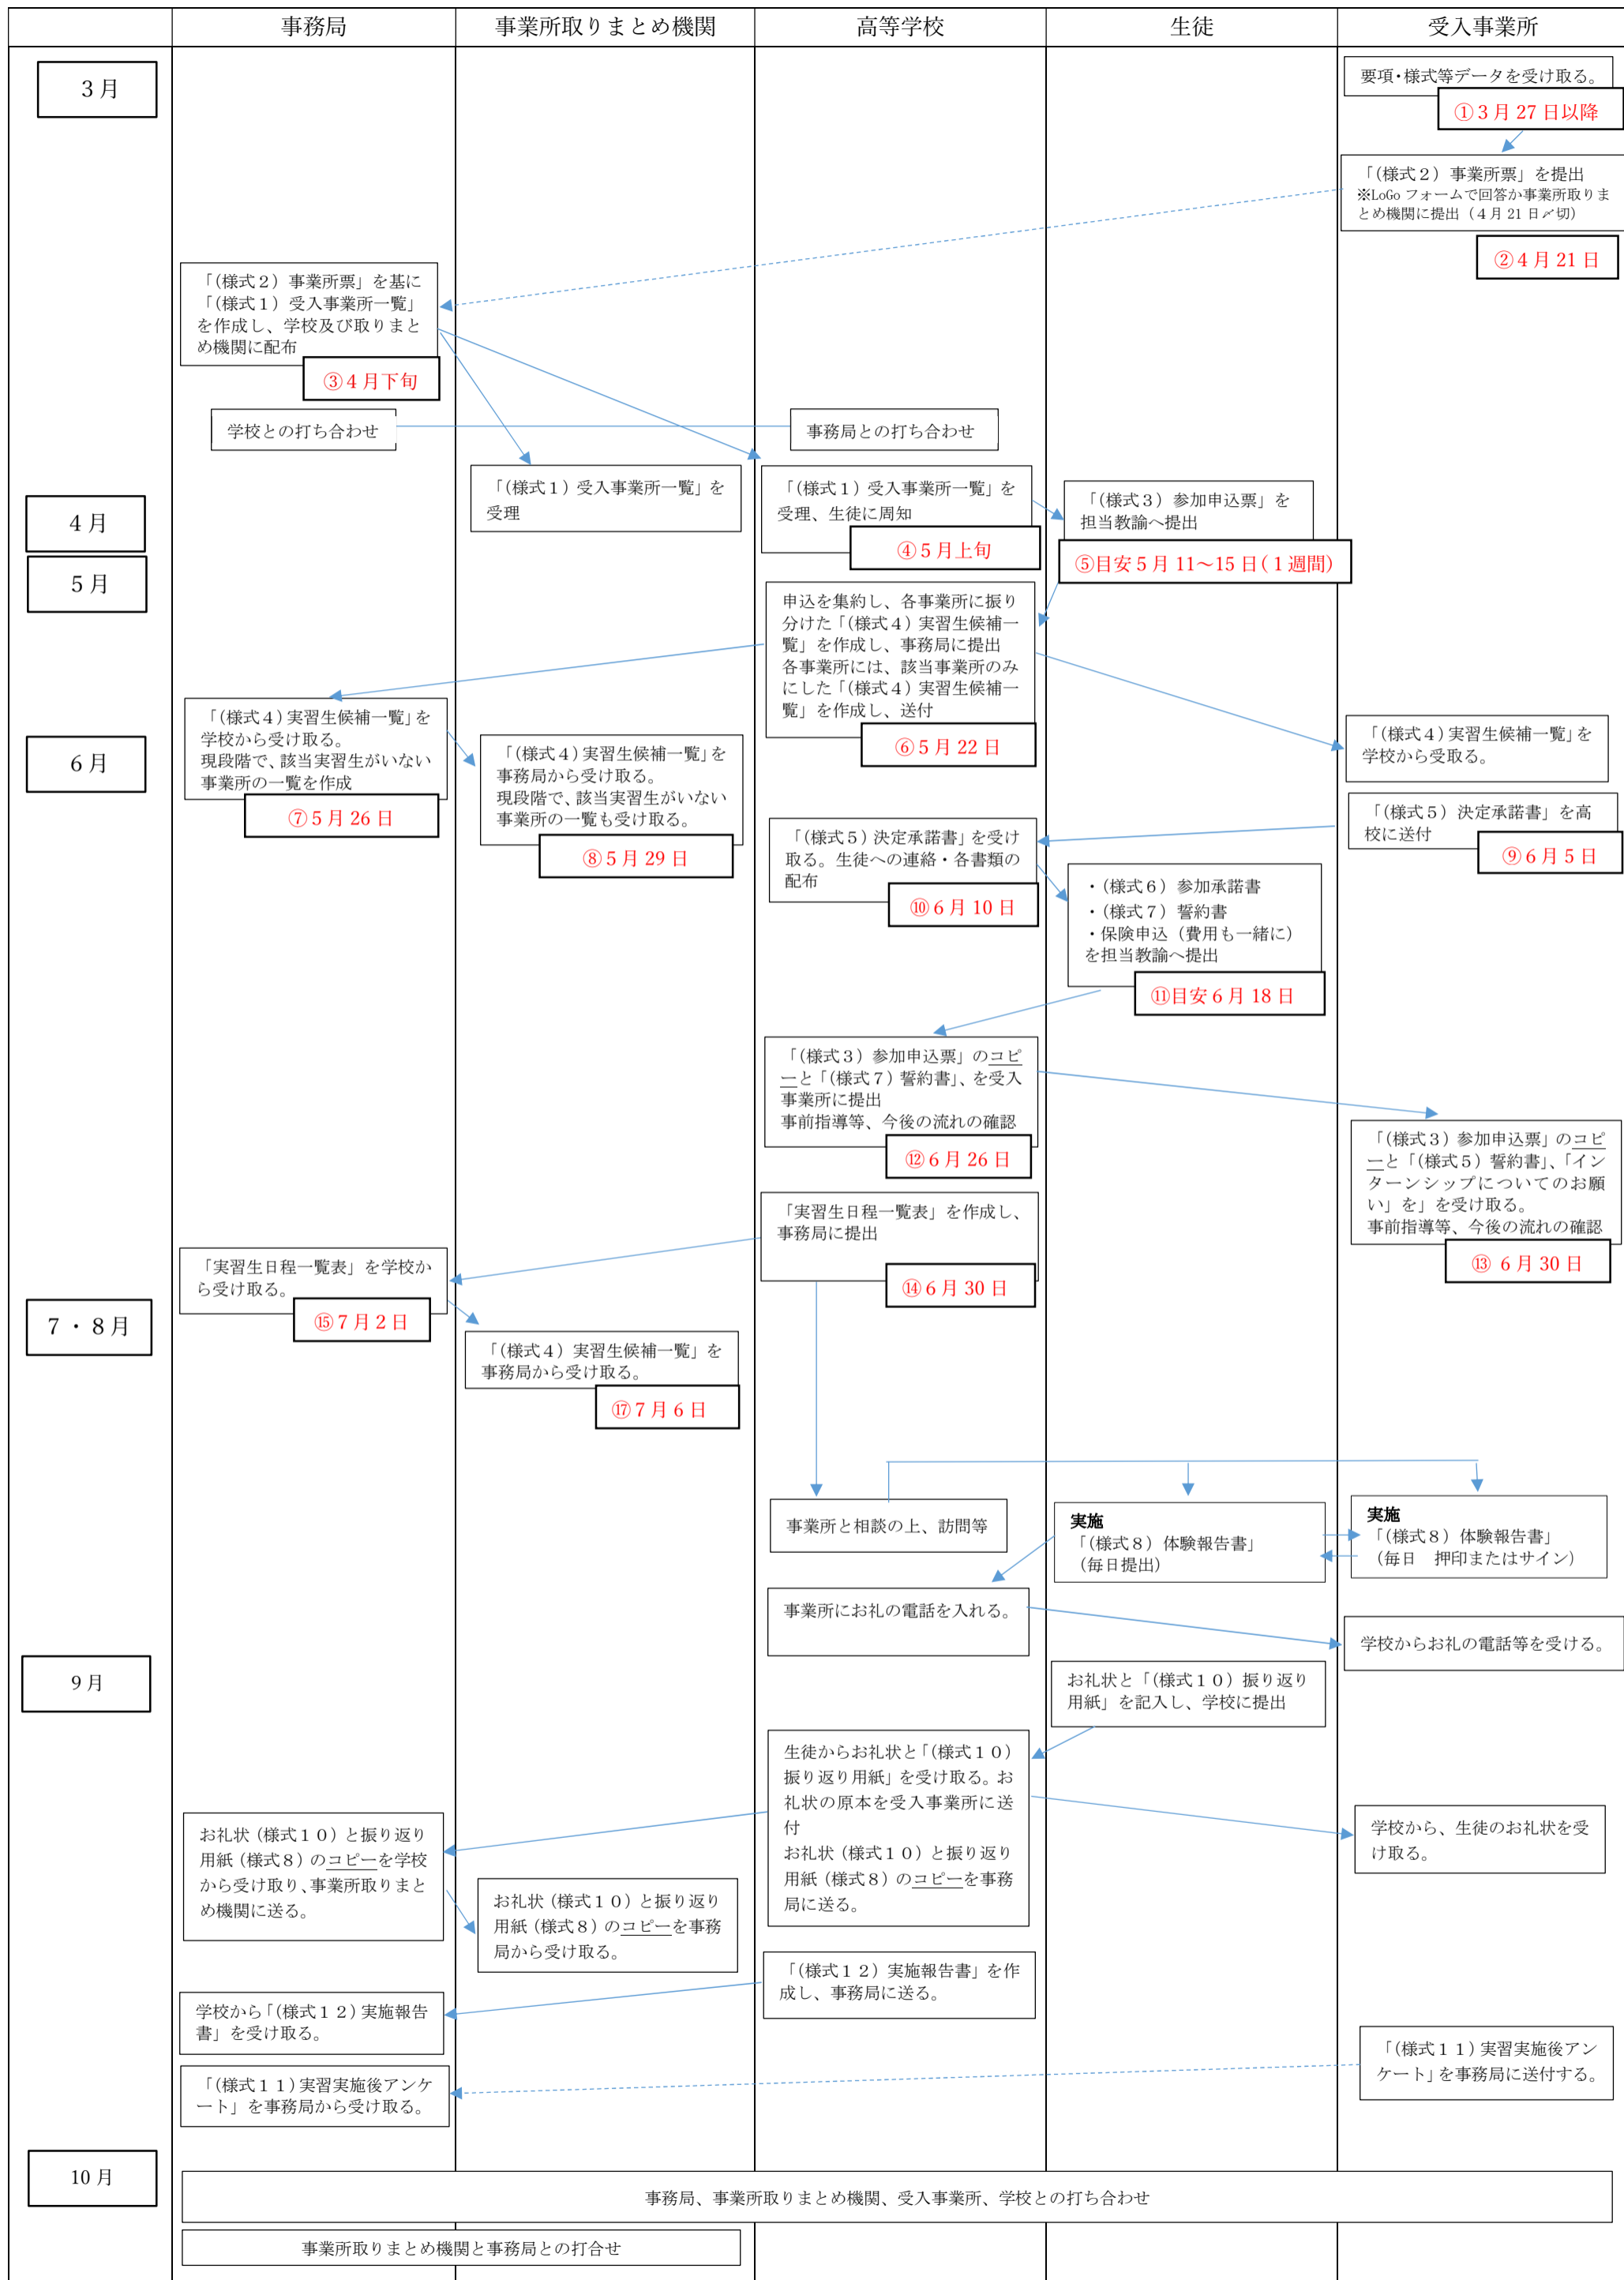 事務局
事業所取りまとめ機関
高等学校
生徒
受入事業所
３月
要項・様式等データを受け取る。
①３月 27 日以降
「（様式２）事業所票」を提出
※LoGo フォームで回答か事業所取りま
とめ機関に提出（４月 21 日〆切）
②４月 21 日
「（様式２）事業所票」を基に
「（様式１）受入事業所一覧」
を作成し、学校及び取りまと
め機関に配布
③４月下旬
学校との打ち合わせ
事務局との打ち合わせ
「（様式１）受入事業所一覧」を
受理
「（様式１）受入事業所一覧」を
受理、生徒に周知
④５月上旬
「（様式３）参加申込票」を
担当教諭へ提出
⑤目安５月 11～15 日（１週間）
４月
５月
申込を集約し、各事業所に振り
分けた「（様式４）実習生候補一
覧」を作成し、事務局に提出
各事業所には、該当事業所のみ
にした「（様式４）実習生候補一
覧」を作成し、送付
⑥５月 22 日
６月
「（様式４）実習生候補一覧」を
学校から受け取る。
現段階で、該当実習生がいない
事業所の一覧を作成
⑦５月 26 日
「（様式４）実習生候補一覧」を
事務局から受け取る。
現段階で、該当実習生がいない
事業所の一覧も受け取る。
⑧５月 29 日
「（様式４）実習生候補一覧」を
学校から受取る。
「（様式５）決定承諾書」を高
校に送付
⑨６月５日
「（様式５）決定承諾書」を受け
取る。生徒への連絡・各書類の
配布
⑩６月 10 日
・（様式６）参加承諾書
・（様式７）誓約書
・保険申込（費用も一緒に）
を担当教諭へ提出
⑪目安６月 18 日
「（様式３）参加申込票」のコピ
ーと「（様式７）誓約書」、を受入
事業所に提出
事前指導等、今後の流れの確認
⑫６月 26 日
「（様式３）参加申込票」のコピ
ーと「（様式５）誓約書」、「イン
ターンシップについてのお願
い」を」を受け取る。
事前指導等、今後の流れの確認
⑬ ６月 30 日
「実習生日程一覧表」を作成し、
事務局に提出
⑭６月 30 日
「実習生日程一覧表」を学校か
ら受け取る。
⑮７月２日
７・８月
「（様式４）実習生候補一覧」を
事務局から受け取る。
⑰７月６日
事業所と相談の上、訪問等
実施
「（様式８）体験報告書」
（毎日提出）
実施
「（様式８）体験報告書」
（毎日　押印またはサイン）
事業所にお礼の電話を入れる。
学校からお礼の電話等を受ける。
９月
お礼状と「（様式１０）振り返り
用紙」を記入し、学校に提出
生徒からお礼状と「（様式１０）
振り返り用紙」を受け取る。お
礼状の原本を受入事業所に送
付
お礼状（様式１０）と振り返り
用紙（様式８）のコピーを事務
局に送る。
学校から、生徒のお礼状を受
け取る。
お礼状（様式１０）と振り返り
用紙（様式８）のコピーを学校
から受け取り、事業所取りまと
め機関に送る。
お礼状（様式１０）と振り返り
用紙（様式８）のコピーを事務
局から受け取る。
「（様式１２）実施報告書」を作
成し、事務局に送る。
学校から「（様式１２）実施報告
書」を受け取る。
「（様式１１）実習実施後アン
ケート」を事務局に送付する。
「（様式１１）実習実施後アンケ
ート」を事務局から受け取る。
10 月
事務局、事業所取りまとめ機関、受入事業所、学校との打ち合わせ
事業所取りまとめ機関と事務局との打合せ